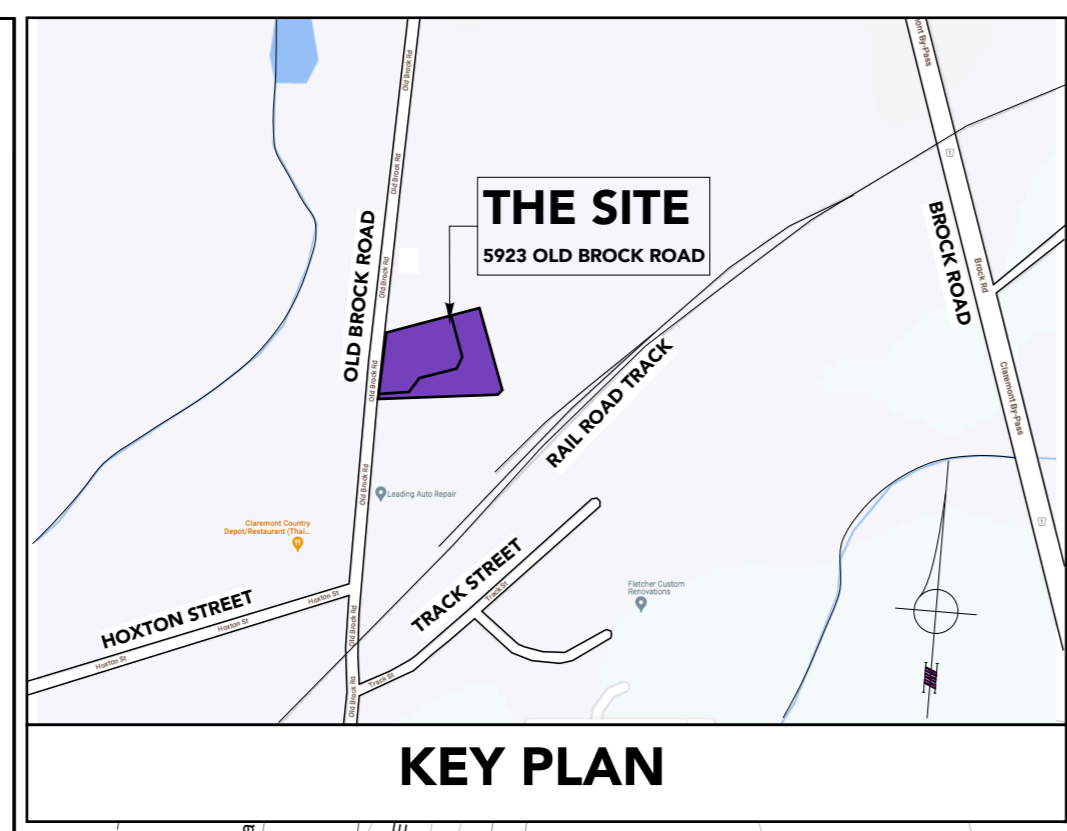 Old Brock Rd
ont By-Pass
1
Old Brock Rd
THE SITE
5923 OLD BROCK ROAD
BROCK ROAD
OLD BROCK ROAD
Old Brock Rd
Brock Rd
RAIL ROAD TRACK
Old Brock Rd
Claremont By-Pass
Old Brock Rd
Leading Auto Repair
Claremont Country
Depot/Restaurant (Thai...
1
TRACK STREET
Track St
Fletcher Custom
Renovations
HOXTON STREET
Hoxton St
Hoxton St
Hoxton St
Old Brock Rd
Track St
Old Brock Rd
KEY PLAN